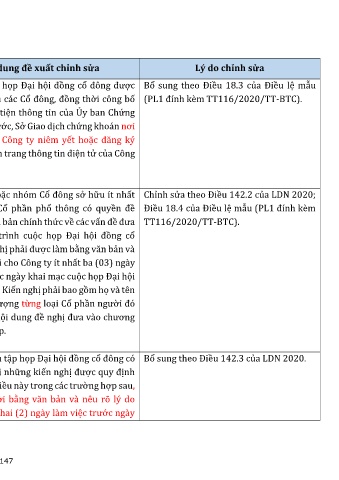 dung đề xuất chỉnh sửa
Lý do chỉnh sửa
họp Đại hội đồng cổ đông được
các Cổ đông, đồng thời công bố
tiện thông tin của Ủy ban Chứng
ước, Sở Giao dịch chứng khoán nơi
Công ty niêm yết hoặc đăng ký
trang thông tin điện tử của Công
Bổ sung theo Điều 18.3 của Điều lệ mẫu
(PL1 đính kèm TT116/2020/TT-BTC).
oặc nhóm Cổ đông sở hữu ít nhất
Cổ phần phổ thông có quyền đề
bản chính thức về các vấn đề đưa
trình cuộc họp Đại hội đồng cổ
nghị phải được làm bằng văn bản và
i cho Công ty ít nhất ba (03) ngày
c ngày khai mạc cuộc họp Đại hội
Kiến nghị phải bao gồm họ và tên
ượng từng loại Cổ phần người đó
nội dung đề nghị đưa vào chương
p.
Chỉnh sửa theo Điều 142.2 của LDN 2020;
Điều 18.4 của Điều lệ mẫu (PL1 đính kèm
TT116/2020/TT-BTC).
u tập họp Đại hội đồng cổ đông có
i những kiến nghị được quy định
iều này trong các trường hợp sau,
ời bằng văn bản và nêu rõ lý do
hai (2) ngày làm việc trước ngày
Bổ sung theo Điều 142.3 của LDN 2020.
147